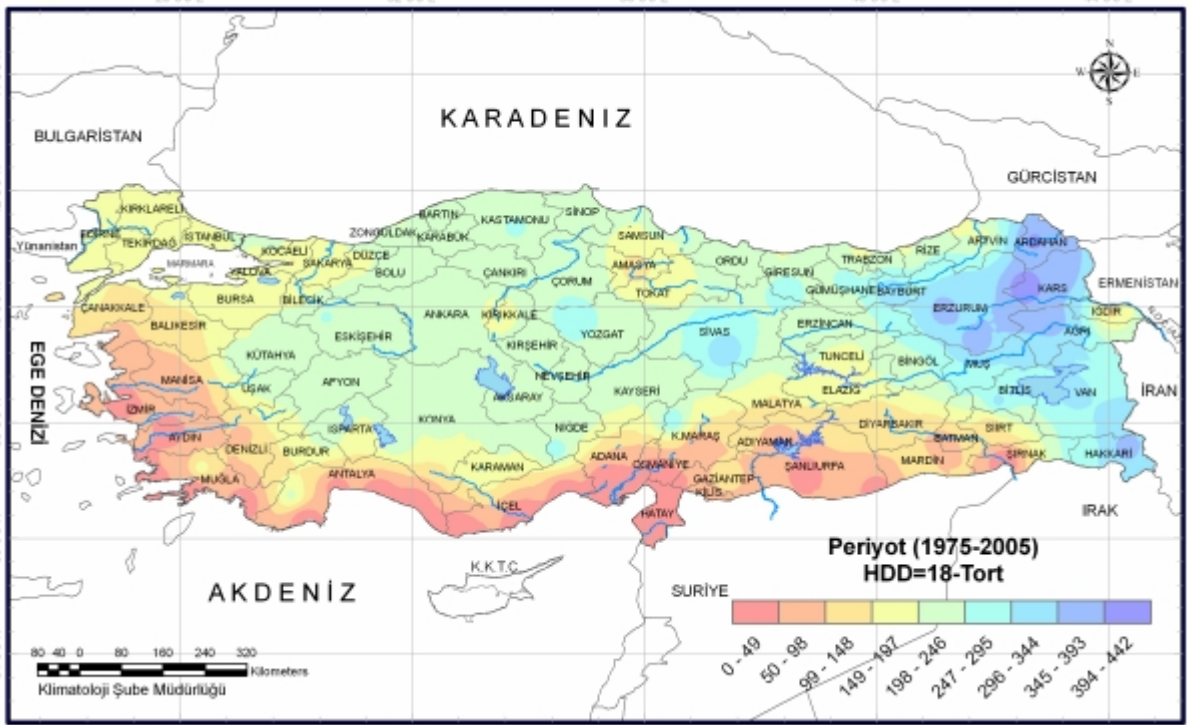 N
W E
S
KARADENIZ
BULGARİSTAN
GÜRCİSTAN
Yünanistan
ERMENİSTAN
İRAN
IRAK
SURİYE
EGE DENİZİ
AKDENİZ
K.K.T.C.
MARMARA
KIRKLARELİ
EDİRNE
TEKİRDAĞ
İSTANBUL
KOCAELİ
YALOVA
SAKARYA
DÜZCE
ZONGULDAK
BARTIN
KARABÜK
KASTAMONU
SİNOP
SAMSUN
AMASYA
TOKAT
ORDU
GİRESUN
TRABZON
RİZE
ARTVİN
ARDAHAN
KARS
IĞDIR
AĞRI
ERZURUM
BAYBURT
GÜMÜŞHANE
ERZİNCAN
TUNCELİ
BİNGÖL
MUŞ
BİTLİS
VAN
HAKKARİ
ŞIRNAK
SİİRT
BATMAN
DİYARBAKIR
MARDİN
ŞANLIURFA
ADIYAMAN
ELAZIĞ
MALATYA
K.MARAŞ
GAZİANTEP
KİLİS
HATAY
OSMANİYE
ADANA
İÇEL
KARAMAN
NİĞDE
KAYSERİ
SİVAS
YOZGAT
NEVŞEHİR
KIRŞEHİR
AKSARAY
KIRIKKALE
ÇORUM
ÇANKIRI
ANKARA
BOLU
BİLECİK
ESKİŞEHİR
BURSA
ÇANAKKALE
BALIKESİR
KÜTAHYA
AFYON
UŞAK
MANİSA
İZMİR
AYDIN
DENİZLİ
MUĞLA
BURDUR
ISPARTA
ANTALYA
KONYA
Periyot (1975-2005)
HDD=18-Tort
0 - 49
50 - 98
99 - 148
149 - 197
198 - 246
247 - 295
296 - 344
345 - 393
394 - 442
80 40 0 80 160 240 320
Kilometers
Klimatoloji Şube Müdürlüğü